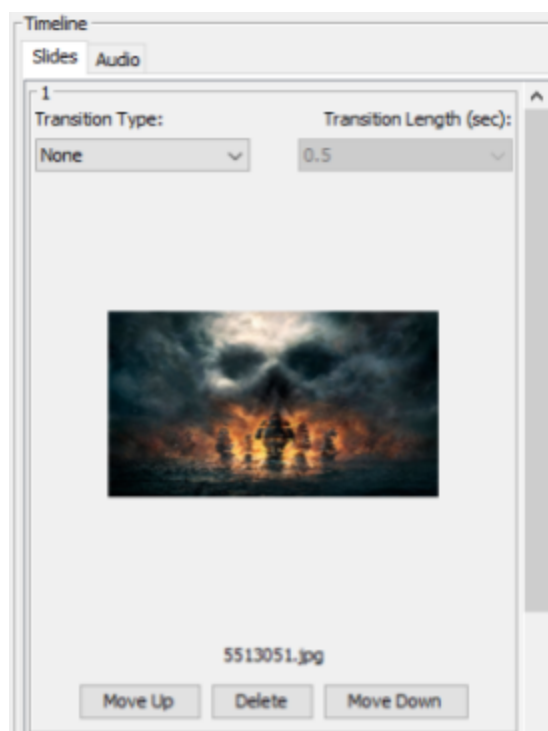 Timeline
Slides Audio
1
Transition Type: Transition Length (sec):
None 0.5
5513051.jpg
Move Up Delete Move Down